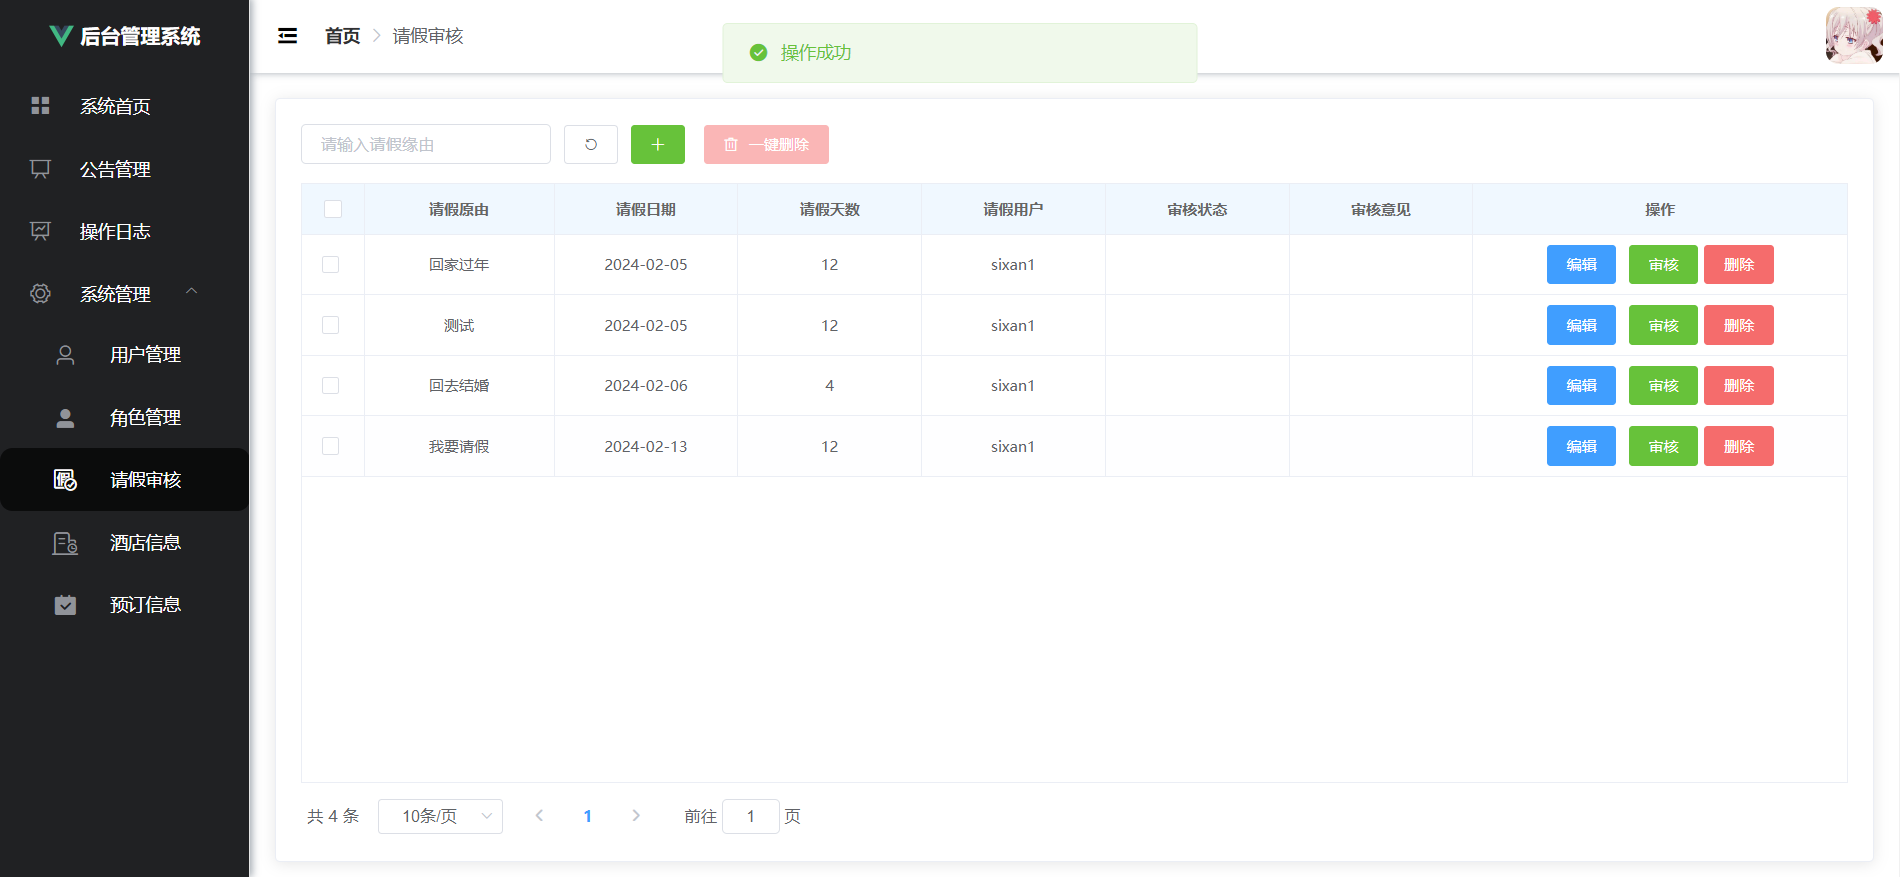 后台管理系统
首页 请假审核
操作成功
系统首页
公告管理
操作日志
系统管理
用户管理
角色管理
请假审核
酒店信息
预订信息
请输入请假缘由 一键删除
请假原由 请假日期 请假天数 请假用户 审核状态 审核意见 操作
回家过年 2024-02-05 12 sixan1 编辑 审核 删除
测试 2024-02-05 12 sixan1 编辑 审核 删除
回去结婚 2024-02-06 4 sixan1 编辑 审核 删除
我要请假 2024-02-13 12 sixan1 编辑 审核 删除
共 4 条 10条/页 1 前往 1 页